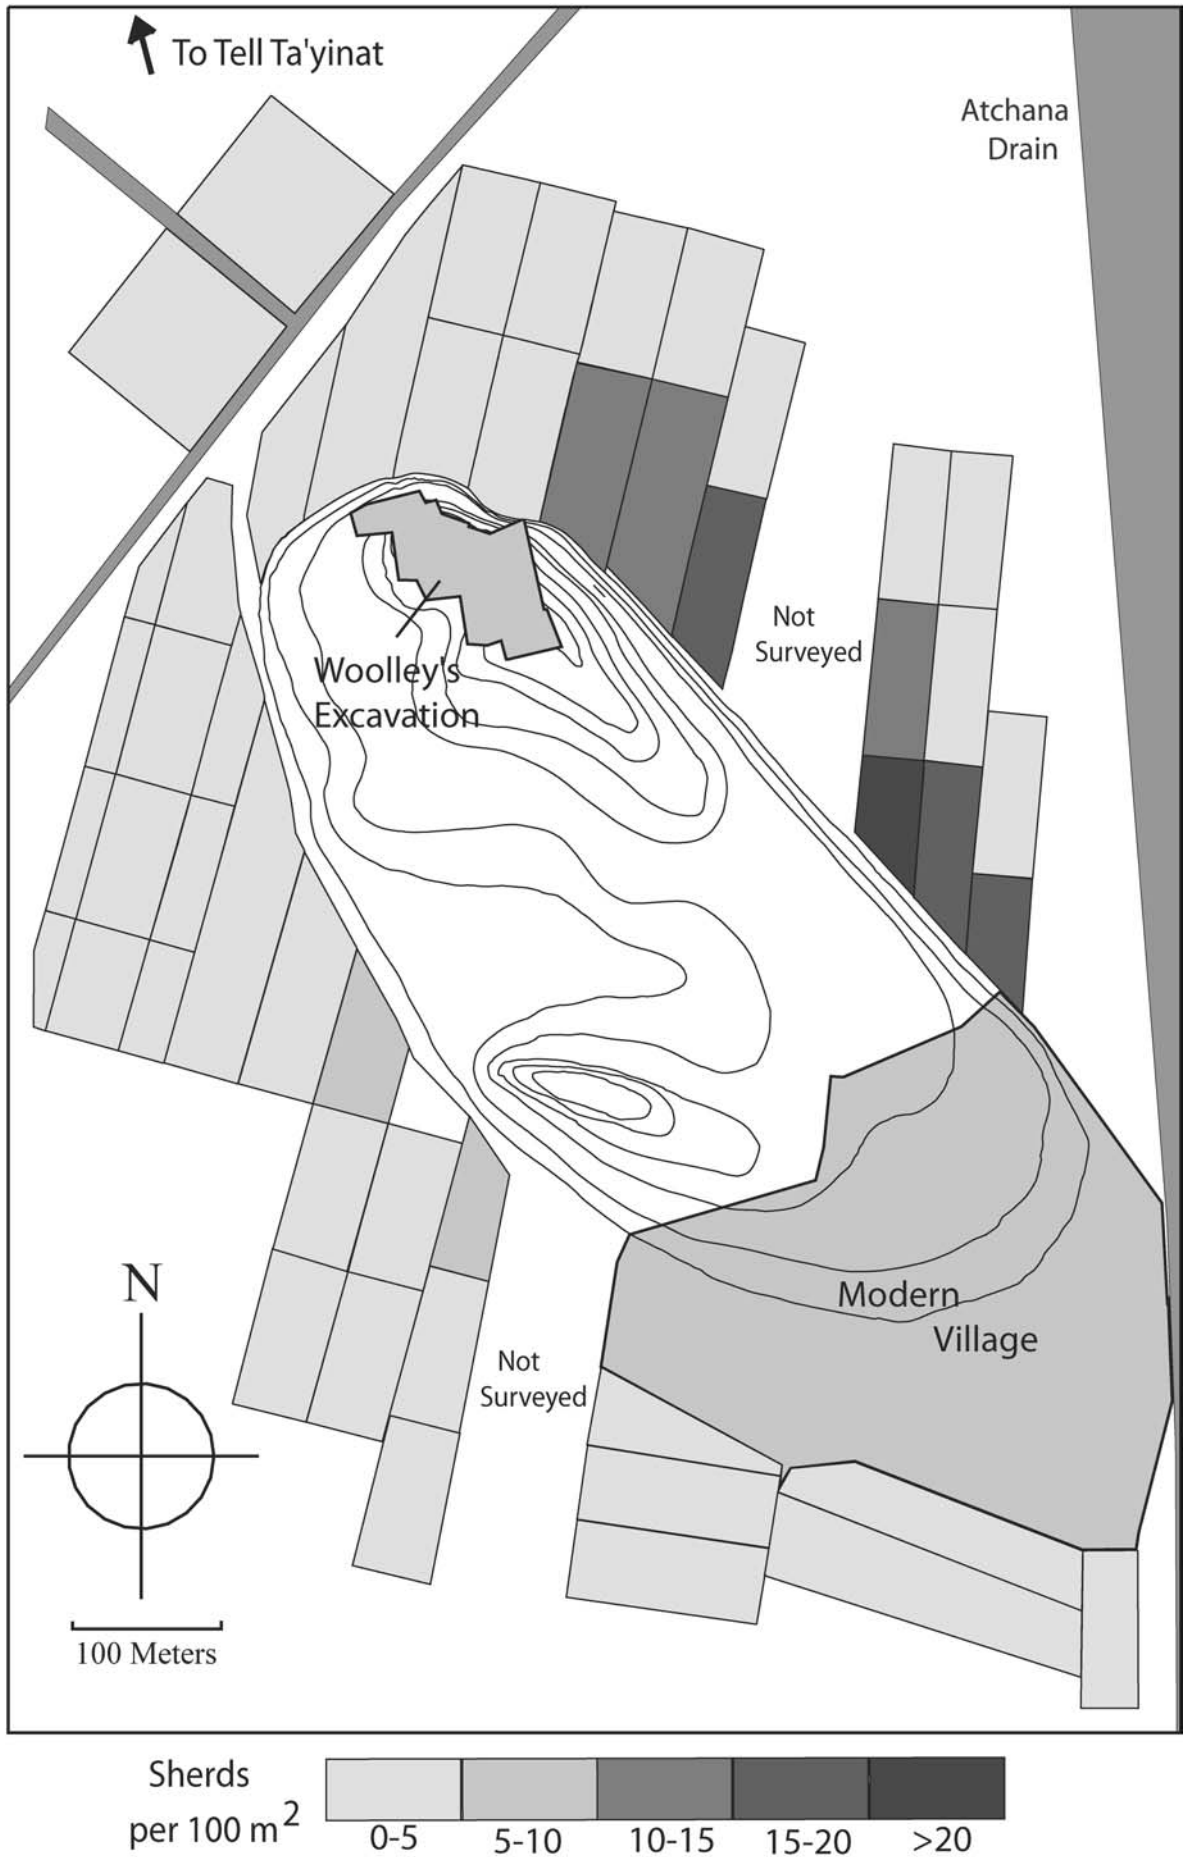 To Tell Ta'yinat
Atchana
Drain
Not
Surveyed
Woolley's
Excavation
N
Modern
Village
Not
Surveyed
100 Meters
Sherds
per 100 m²
0-5 5-10 10-15 15-20 >20